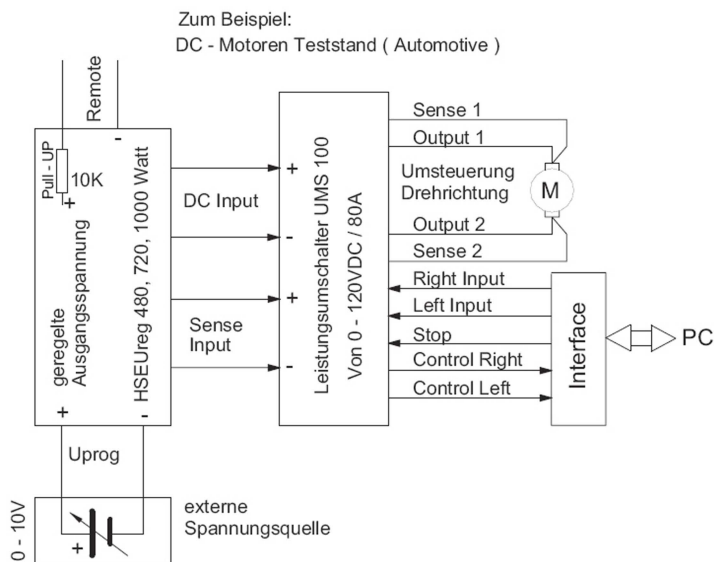 Zum Beispiel:
DC - Motoren Teststand ( Automotive )
Remote
-
Pull - UP
10K
+
geregelte
Ausgangsspannung
HSEUreg 480, 720, 1000 Watt
+
-
DC Input
Sense
Input
+
-
+
-
Leistungsumschalter UMS 100
Von 0 - 120VDC / 80A
Sense 1
Output 1
Umsteuerung
Drehrichtung
M
Output 2
Sense 2
Right Input
Left Input
Stop
Control Right
Control Left
Interface
PC
Uprog
0 - 10V
+
externe
Spannungsquelle